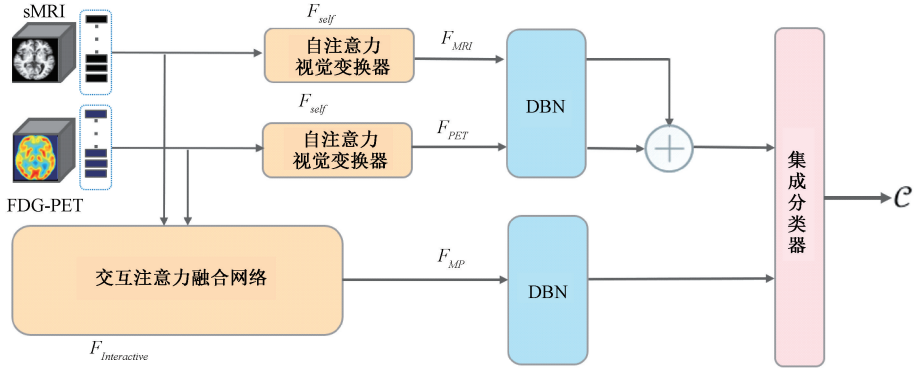 sMRI
F_self
自注意力
视觉变换器
F_MRI
DBN
F_self
自注意力
视觉变换器
F_PET
FDG-PET
集成分类器
C
交互注意力融合网络
F_MP
DBN
F_Interactive